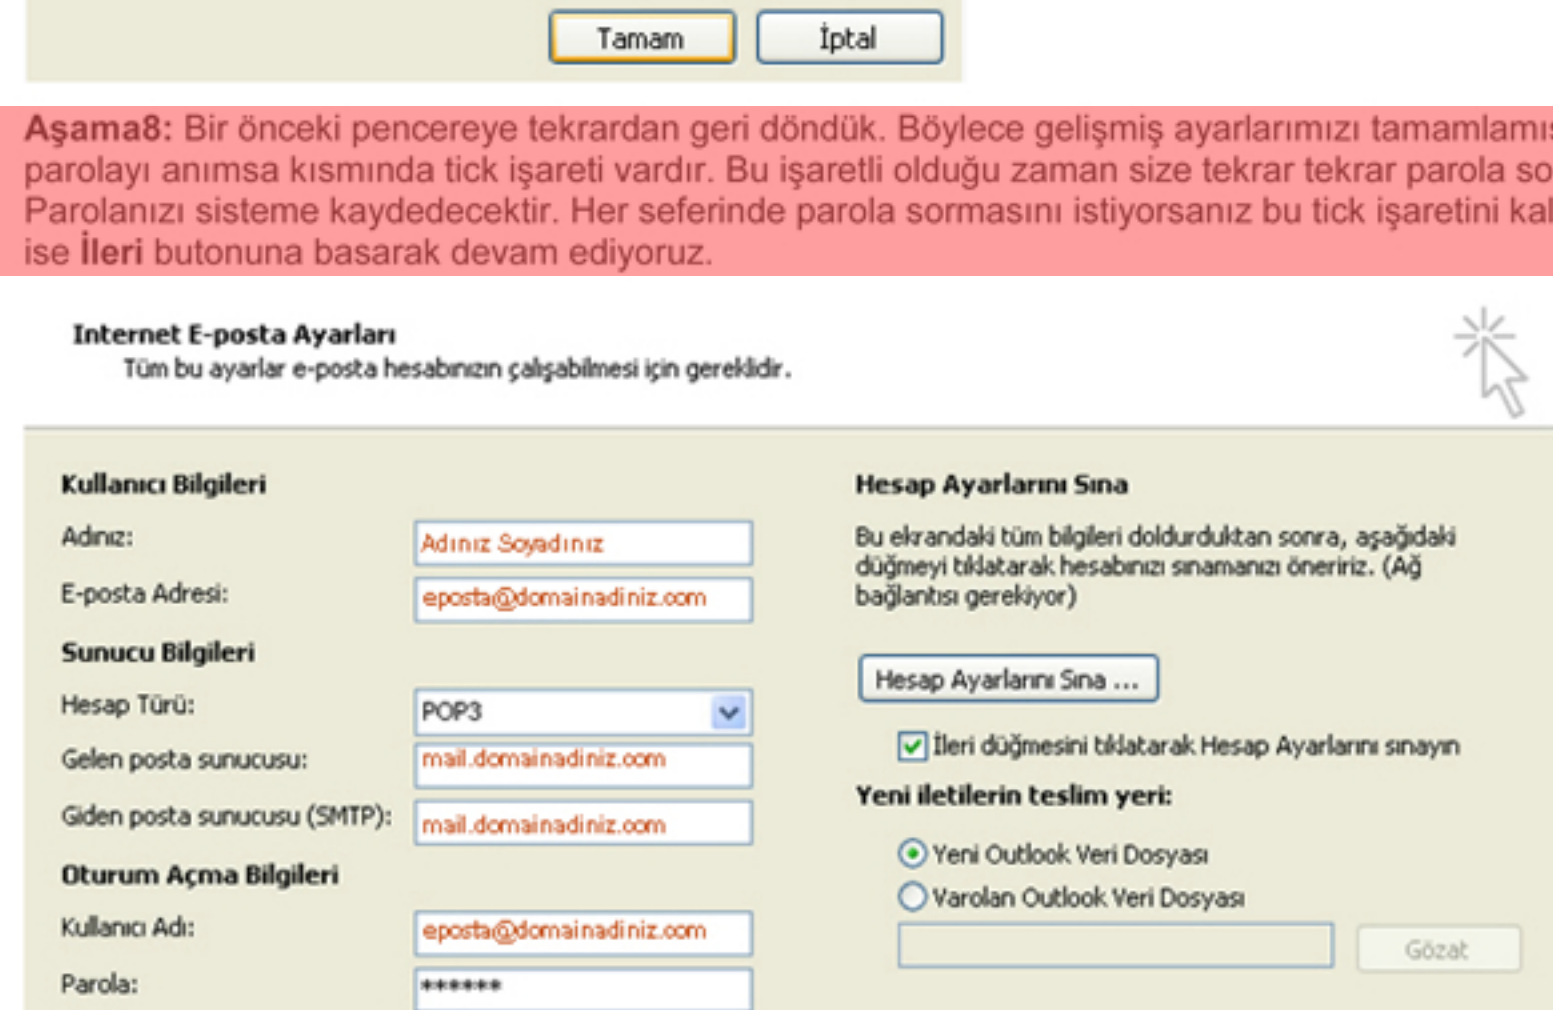 Tamam İptal
Aşama8: Bir önceki pencereye tekrardan geri döndük. Böylece gelişmiş ayarlarımızı
parolayı anımsa kısmında tick işareti vardır. Bu işaretli olduğu zaman size tekrar tekrar parola
Parolanızı sisteme kaydedecektir. Her seferinde parola sormasını istiyorsanız bu tick işaretini
ise İleri butonuna basarak devam ediyoruz.
Internet E-posta Ayarları
Tüm bu ayarlar e-posta hesabınızın çalışabilmesi için gereklidir.
Kullanıcı Bilgileri
Adınız: Adınız Soyadınız
E-posta Adresi: eposta@domainadiniz.com
Sunucu Bilgileri
Hesap Türü: POP3
Gelen posta sunucusu: mail.domainadiniz.com
Giden posta sunucusu (SMTP): mail.domainadiniz.com
Oturum Açma Bilgileri
Kullanıcı Adı: eposta@domainadiniz.com
Parola: ******
Hesap Ayarlarını Sına
Bu ekrandaki tüm bilgileri doldurduktan sonra, aşağıdaki
düğmeyi tıklatarak hesabınızı sınamanızı öneririz. (Ağ
bağlantısı gerekiyor)
Hesap Ayarlarını Sına ...
İleri düğmesini tıklatarak Hesap Ayarlarını sınayın
Yeni iletilerin teslim yeri:
Yeni Outlook Veri Dosyası
Varolan Outlook Veri Dosyası
Gözat